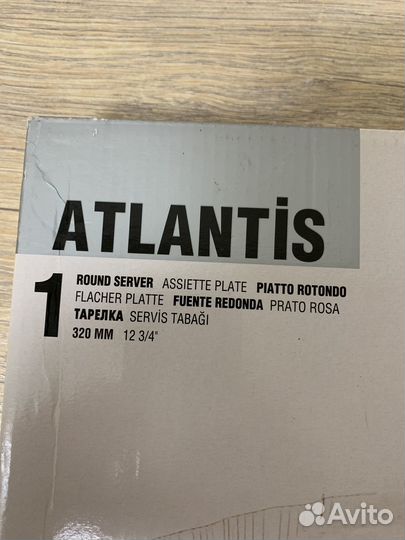 ATLANTİS
1
ROUND SERVER ASSIETTE PLATE PIATTO ROTONDO
FLACHER PLATTE FUENTE REDONDA PRATO ROSA
ТАРЕЛКА SERVİS TABAĞI
320 MM 12 3/4"
Avito